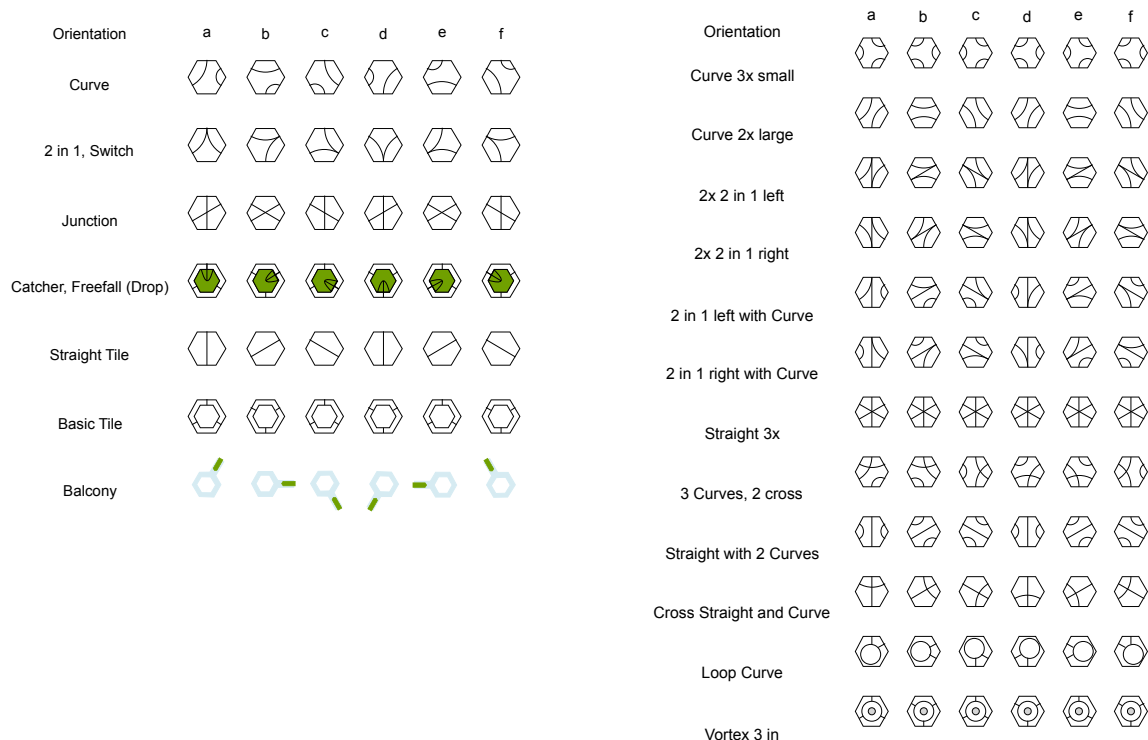 Orientation a b c d e f
Curve
2 in 1, Switch
Junction
Catcher, Freefall (Drop)
Straight Tile
Basic Tile
Balcony
Orientation a b c d e f
Curve 3x small
Curve 2x large
2x 2 in 1 left
2x 2 in 1 right
2 in 1 left with Curve
2 in 1 right with Curve
Straight 3x
3 Curves, 2 cross
Straight with 2 Curves
Cross Straight and Curve
Loop Curve
Vortex 3 in